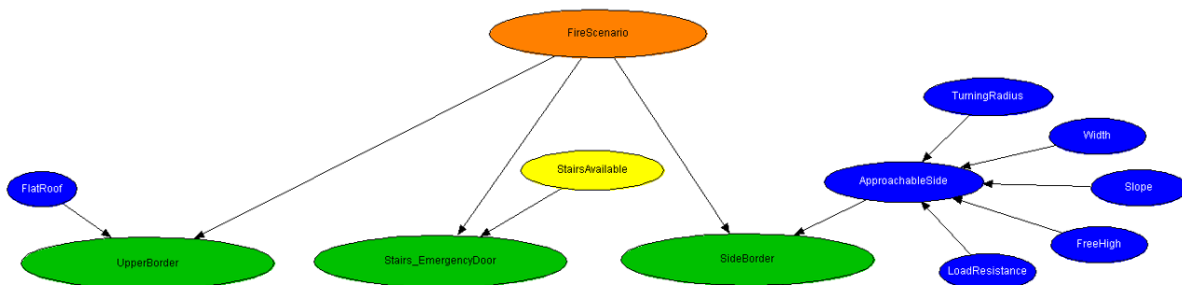 FireScenario
TurningRadius
Width
StairsAvailable
FlatRoof
ApproachableSide
Slope
UpperBorder
Stairs_EmergencyDoor
SideBorder
FreeHigh
LoadResistance